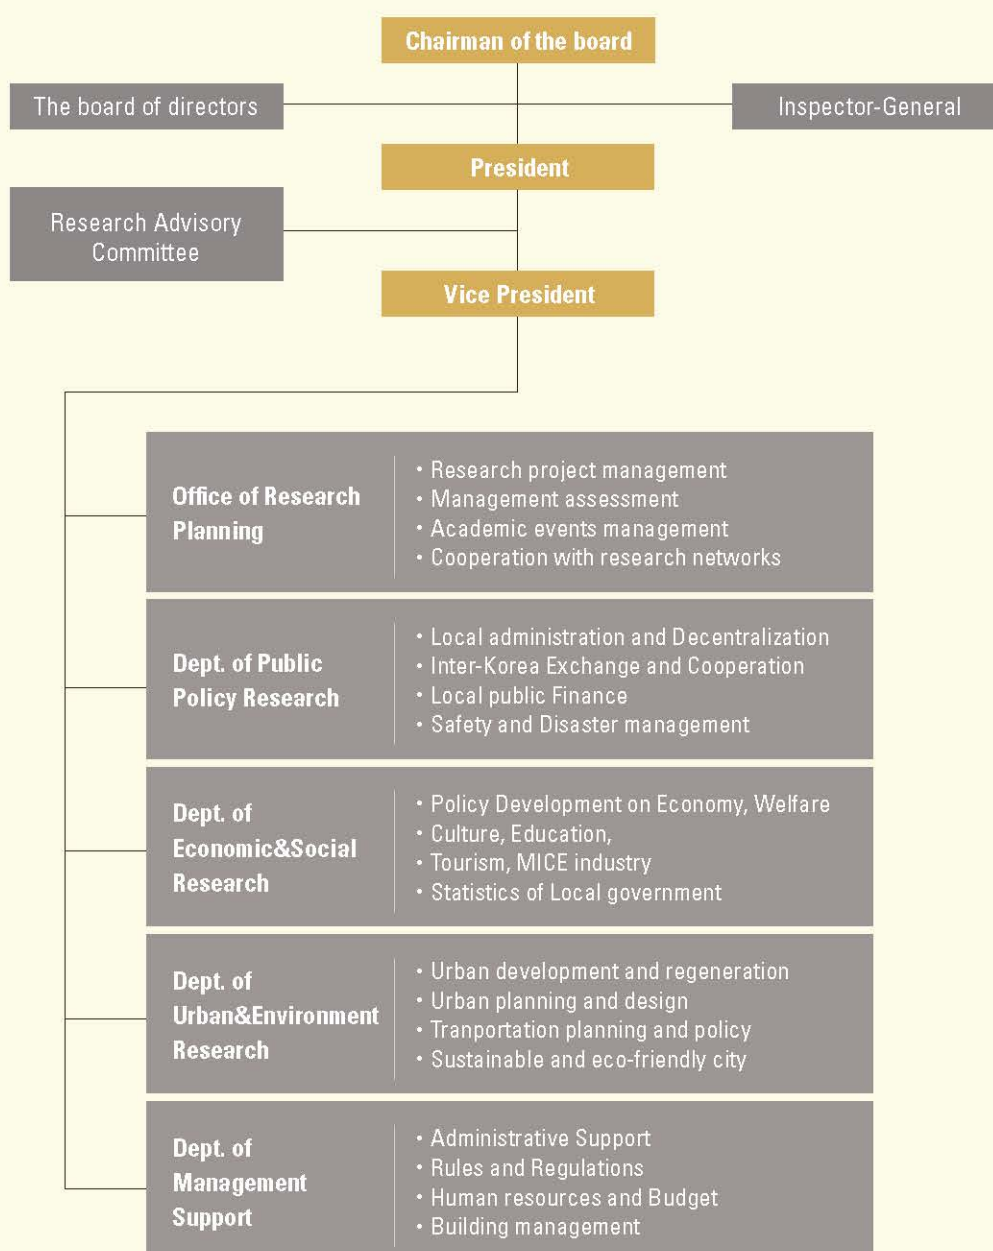 Chairman of the board
The board of directors
Inspector-General
President
Research Advisory
Committee
Vice President
Office of Research
Planning
• Research project management
• Management assessment
• Academic events management
• Cooperation with research networks
Dept. of Public
Policy Research
• Local administration and Decentralization
• Inter-Korea Exchange and Cooperation
• Local public Finance
• Safety and Disaster management
Dept. of
Economic&Social
Research
• Policy Development on Economy, Welfare
• Culture, Education,
• Tourism, MICE industry
• Statistics of Local government
Dept. of
Urban&Environment
Research
• Urban development and regeneration
• Urban planning and design
• Tranportation planning and policy
• Sustainable and eco-friendly city
Dept. of
Management
Support
• Administrative Support
• Rules and Regulations
• Human resources and Budget
• Building management